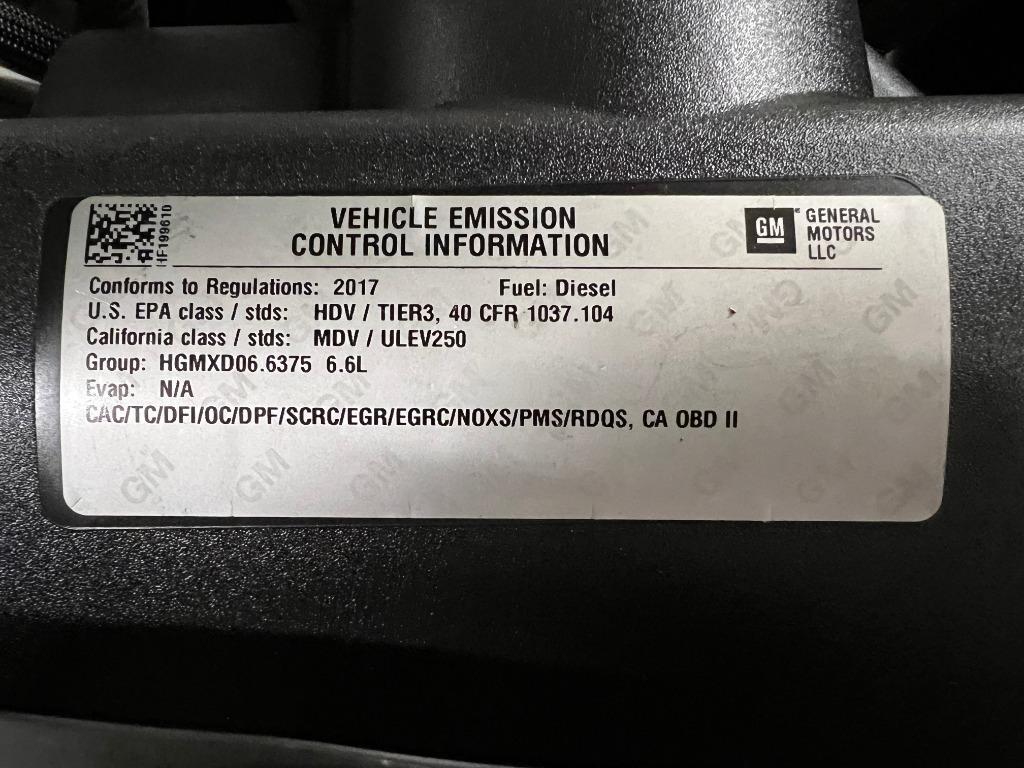 VEHICLE EMISSION
CONTROL INFORMATION
GM
GENERAL
MOTORS
LLC
HF199610
Conforms to Regulations: 2017 Fuel: Diesel
U.S. EPA class / stds: HDV / TIER3, 40 CFR 1037.104
California class / stds: MDV / ULEV250
Group: HGMXD06.6375 6.6L
Evap: N/A
CAC/TC/DFI/OC/DPF/SCRC/EGR/EGRC/NOXS/PMS/RDQS, CA OBD II